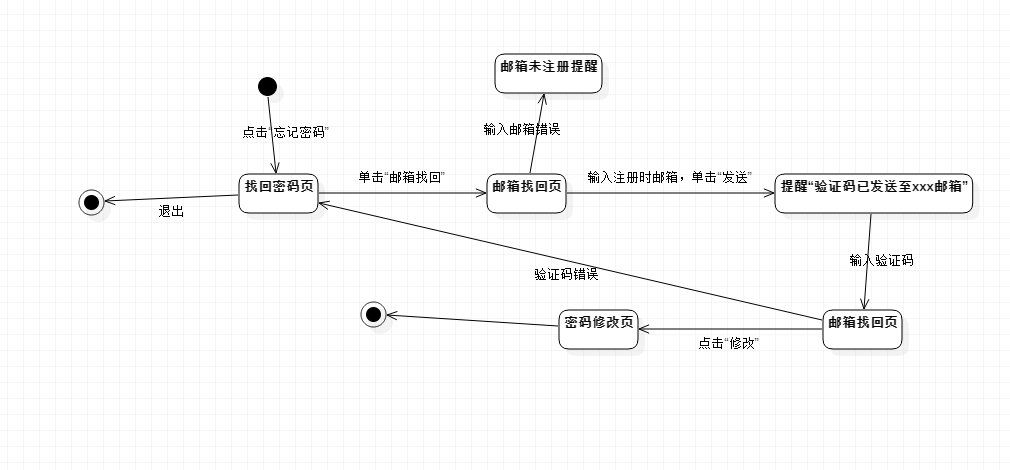 邮箱未注册提醒
点击“忘记密码”
输入邮箱错误
找回密码页
单击“邮箱找回”
邮箱找回页
输入注册时邮箱，单击“发送”
提醒“验证码已发送至xxx邮箱”
退出
输入验证码
验证码错误
密码修改页
邮箱找回页
点击“修改”